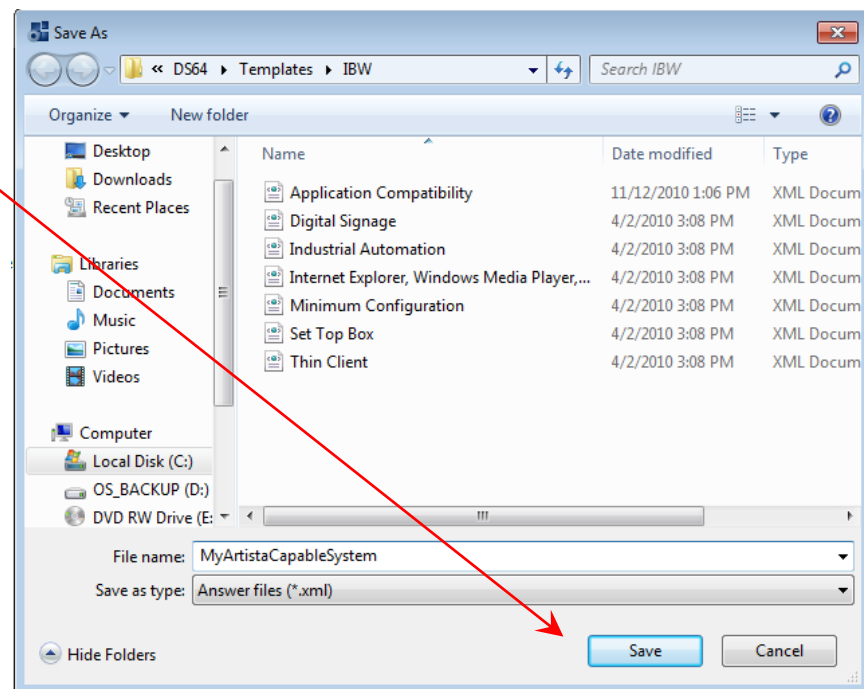 Save As
« DS64 ▸ Templates ▸ IBW Search IBW
Organize New folder
Name Date modified Type
Desktop
Downloads
Recent Places
Libraries
Documents
Music
Pictures
Videos
Computer
Local Disk (C:)
OS_BACKUP (D:)
DVD RW Drive (E:
Application Compatibility 11/12/2010 1:06 PM XML Docum
Digital Signage 4/2/2010 3:08 PM XML Docum
Industrial Automation 4/2/2010 3:08 PM XML Docum
Internet Explorer, Windows Media Player,... 4/2/2010 3:08 PM XML Docum
Minimum Configuration 4/2/2010 3:08 PM XML Docum
Set Top Box 4/2/2010 3:08 PM XML Docum
Thin Client 4/2/2010 3:08 PM XML Docum
File name: MyArtistaCapableSystem
Save as type: Answer files (*.xml)
Hide Folders Save Cancel